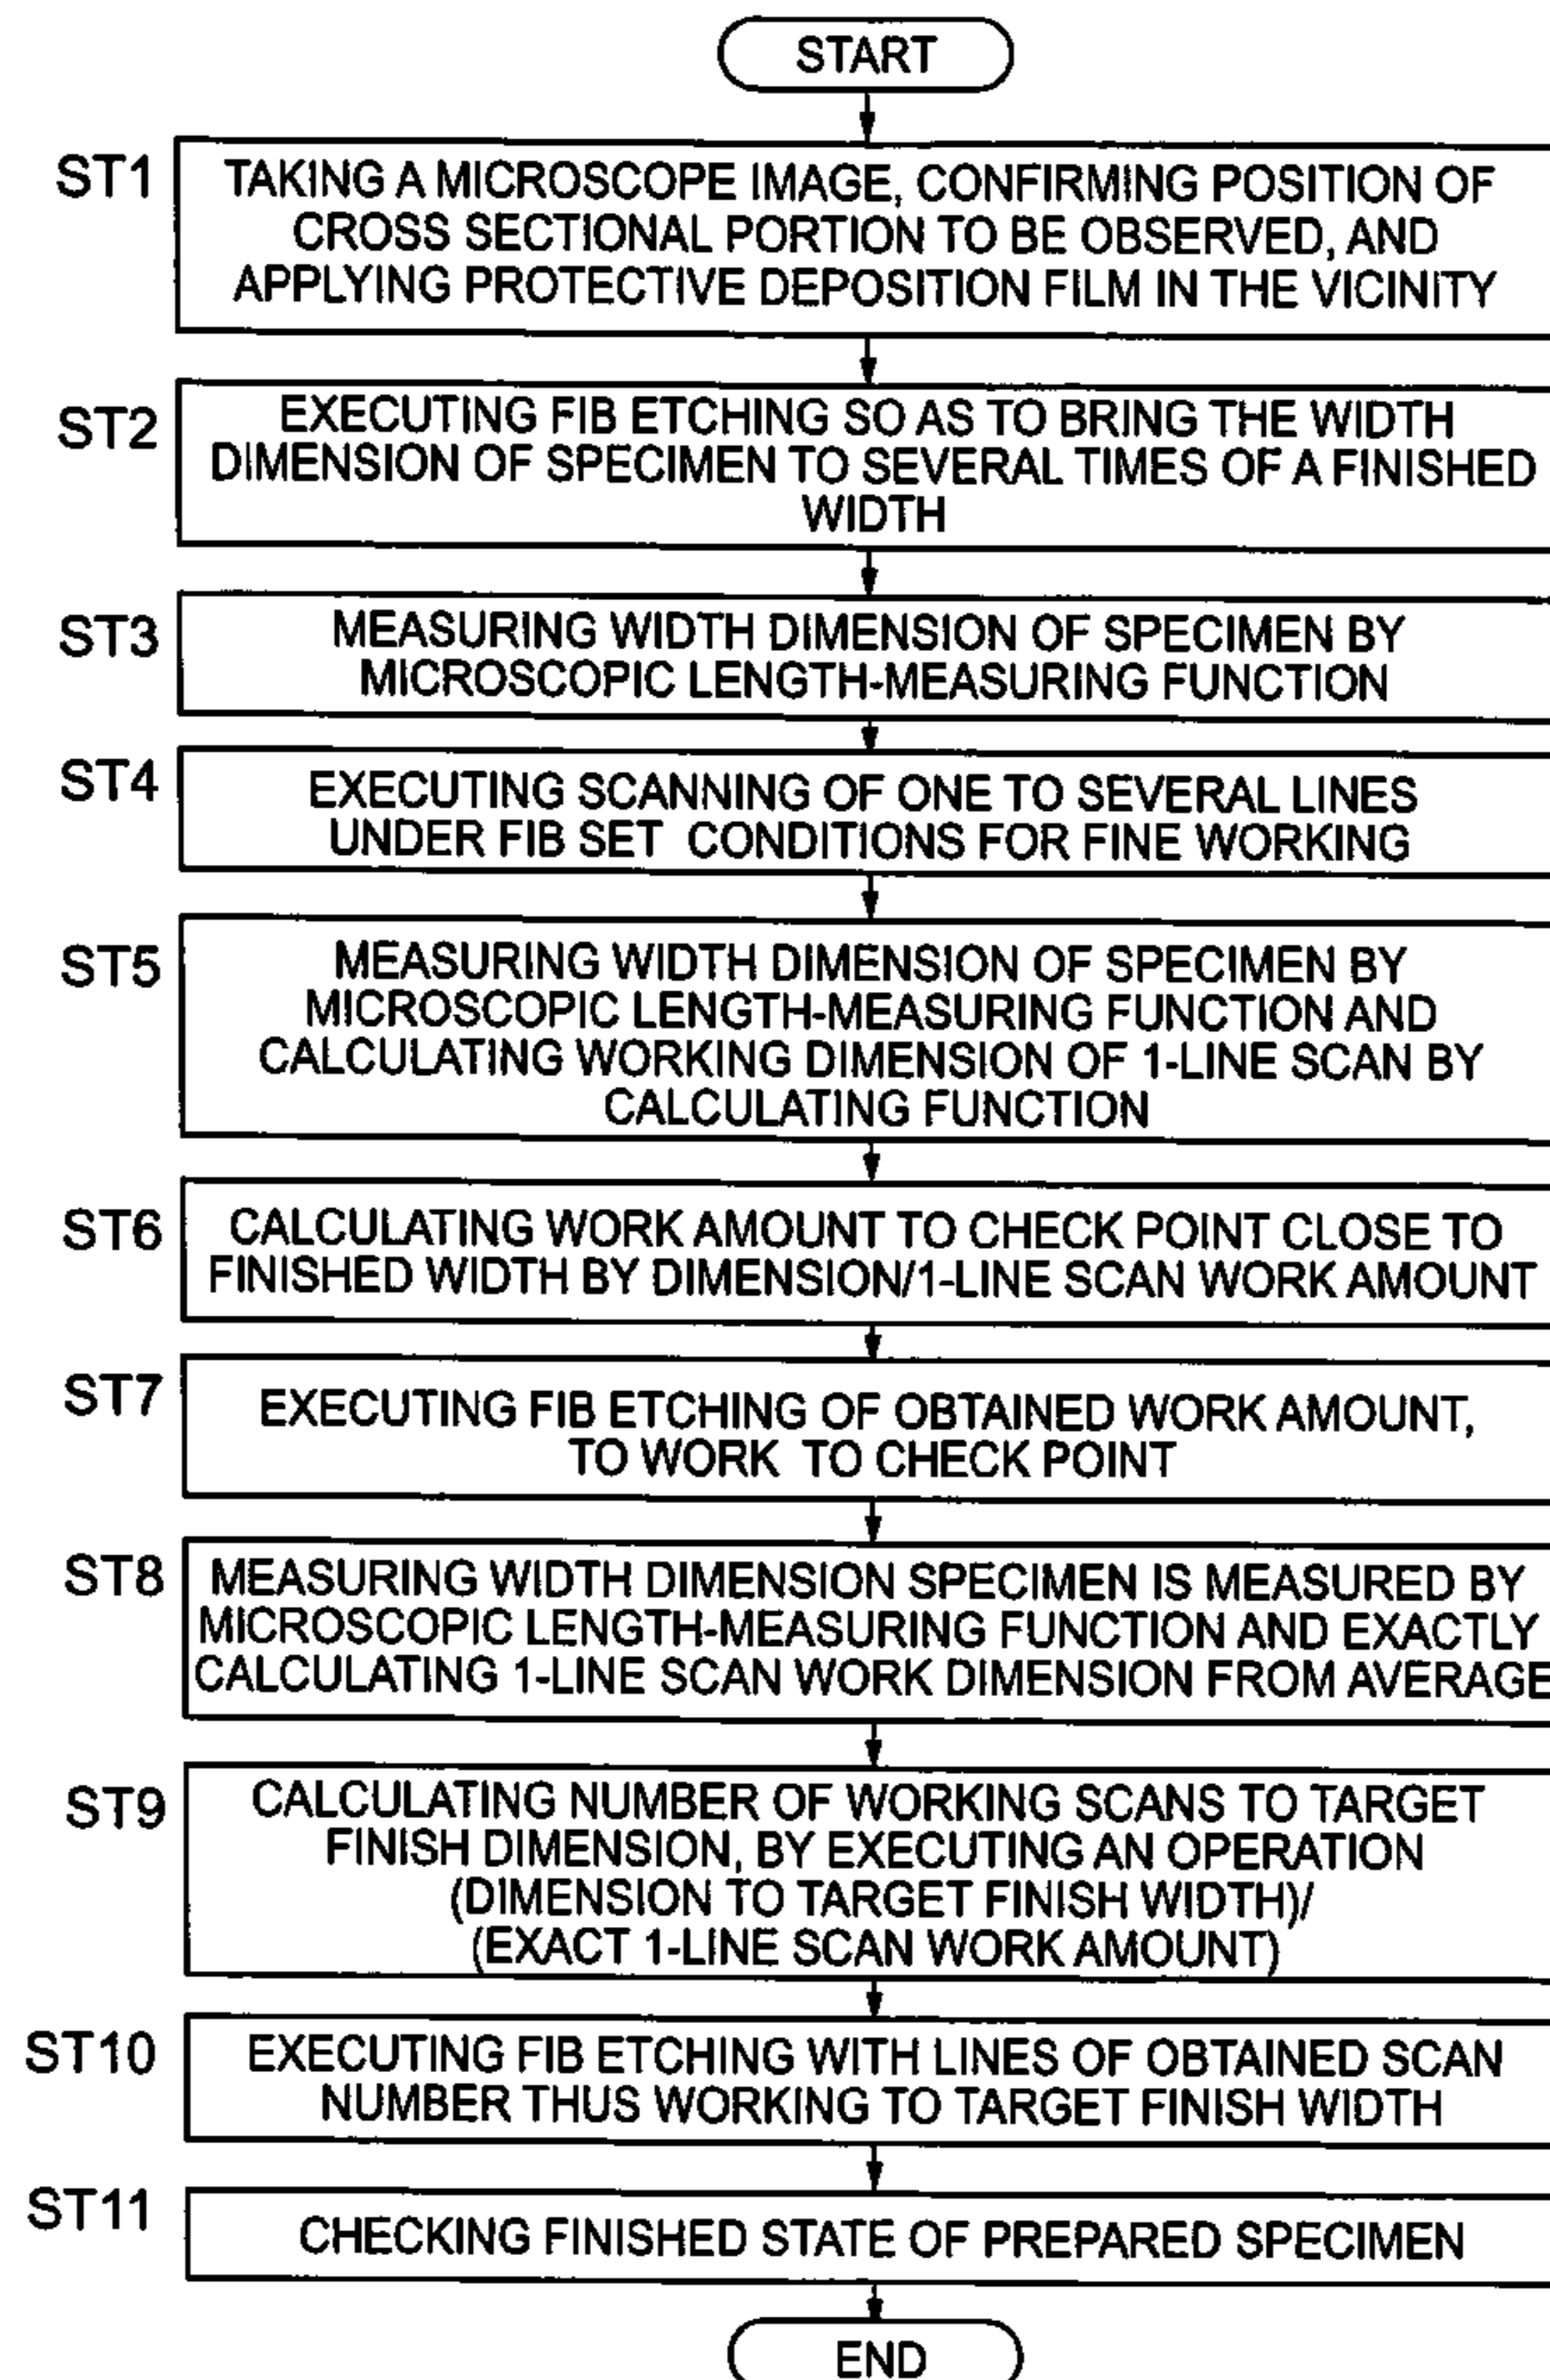 START
ST1
TAKING A MICROSCOPE IMAGE, CONFIRMING POSITION OF
CROSS SECTIONAL PORTION TO BE OBSERVED, AND
APPLYING PROTECTIVE DEPOSITION FILM IN THE VICINITY
ST2
EXECUTING FIB ETCHING SO AS TO BRING THE WIDTH
DIMENSION OF SPECIMEN TO SEVERAL TIMES OF A FINISHED
WIDTH
ST3
MEASURING WIDTH DIMENSION OF SPECIMEN BY
MICROSCOPIC LENGTH-MEASURING FUNCTION
ST4
EXECUTING SCANNING OF ONE TO SEVERAL LINES
UNDER FIB SET CONDITIONS FOR FINE WORKING
ST5
MEASURING WIDTH DIMENSION OF SPECIMEN BY
MICROSCOPIC LENGTH-MEASURING FUNCTION AND
CALCULATING WORKING DIMENSION OF 1-LINE SCAN BY
CALCULATING FUNCTION
ST6
CALCULATING WORK AMOUNT TO CHECK POINT CLOSE TO
FINISHED WIDTH BY DIMENSION/1-LINE SCAN WORK AMOUNT
ST7
EXECUTING FIB ETCHING OF OBTAINED WORK AMOUNT,
TO WORK TO CHECK POINT
ST8
MEASURING WIDTH DIMENSION SPECIMEN IS MEASURED BY
MICROSCOPIC LENGTH-MEASURING FUNCTION AND EXACTLY
CALCULATING 1-LINE SCAN WORK DIMENSION FROM AVERAGE
ST9
CALCULATING NUMBER OF WORKING SCANS TO TARGET
FINISH DIMENSION, BY EXECUTING AN OPERATION
(DIMENSION TO TARGET FINISH WIDTH)/
(EXACT 1-LINE SCAN WORK AMOUNT)
ST10
EXECUTING FIB ETCHING WITH LINES OF OBTAINED SCAN
NUMBER THUS WORKING TO TARGET FINISH WIDTH
ST11
CHECKING FINISHED STATE OF PREPARED SPECIMEN
END